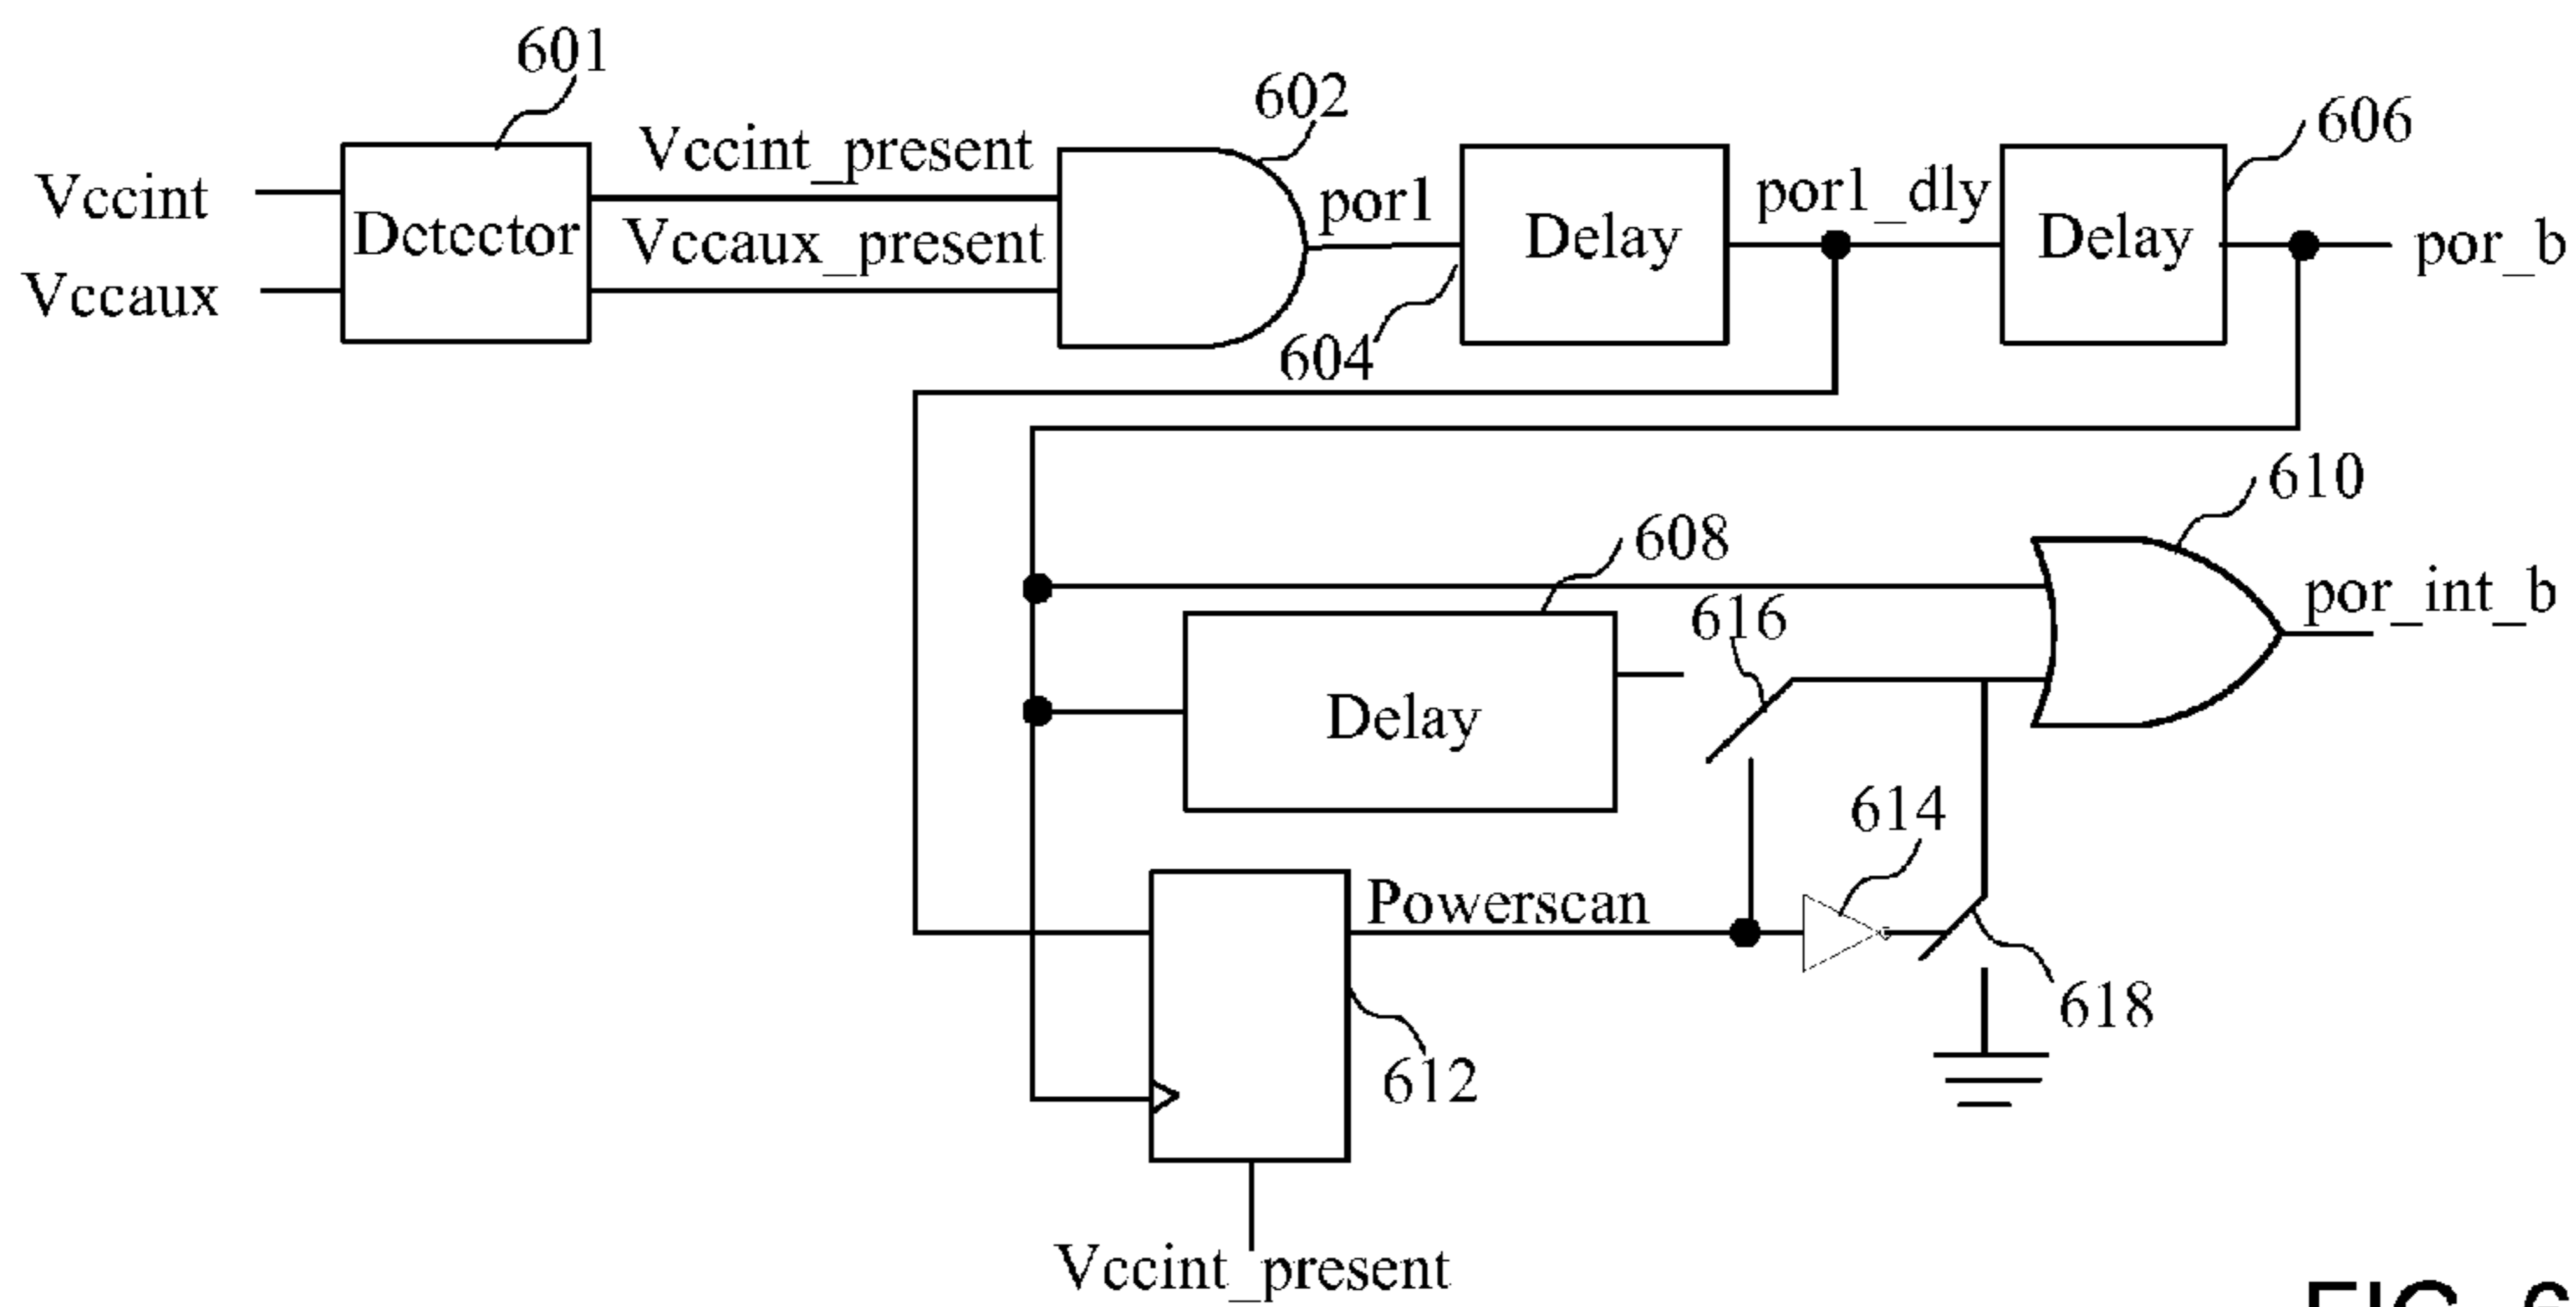 601
602
606
Vccint
Vccaux
Detector
Vccint_present
Vccaux_present
por1
604
Delay
por1_dly
Delay
por_b
610
608
616
por_int_b
Delay
614
Powerscan
618
612
Vccint_present